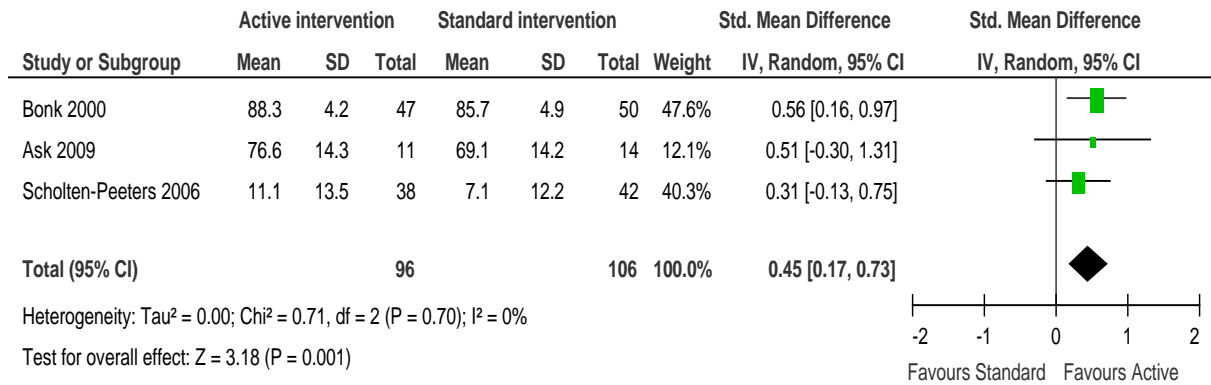 Active intervention Standard intervention Std. Mean Difference Std. Mean Difference
Study or Subgroup Mean SD Total Mean SD Total Weight IV, Random, 95% CI IV, Random, 95% CI
Bonk 2000 88.3 4.2 47 85.7 4.9 50 47.6% 0.56 [0.16, 0.97]
Ask 2009 76.6 14.3 11 69.1 14.2 14 12.1% 0.51 [-0.30, 1.31]
Scholten-Peeters 2006 11.1 13.5 38 7.1 12.2 42 40.3% 0.31 [-0.13, 0.75]
Total (95% CI) 96 106 100.0% 0.45 [0.17, 0.73]
Heterogeneity: Tau² = 0.00; Chi² = 0.71, df = 2 (P = 0.70); I² = 0%
Test for overall effect: Z = 3.18 (P = 0.001)
-2 -1 0 1 2
Favours Standard Favours Active